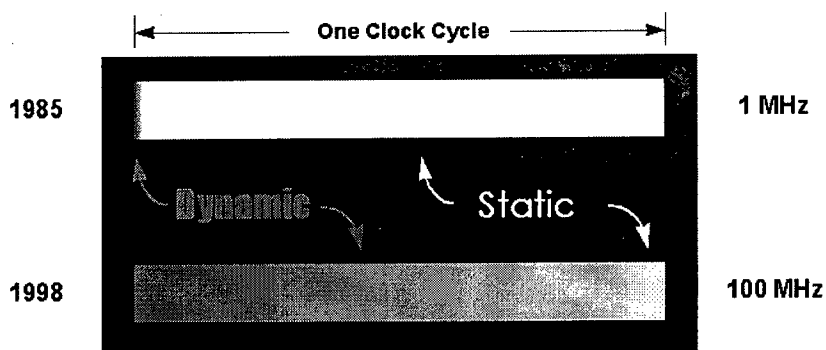 One Clock Cycle
1985
1 MHz
Dynamic
Static
1998
100 MHz